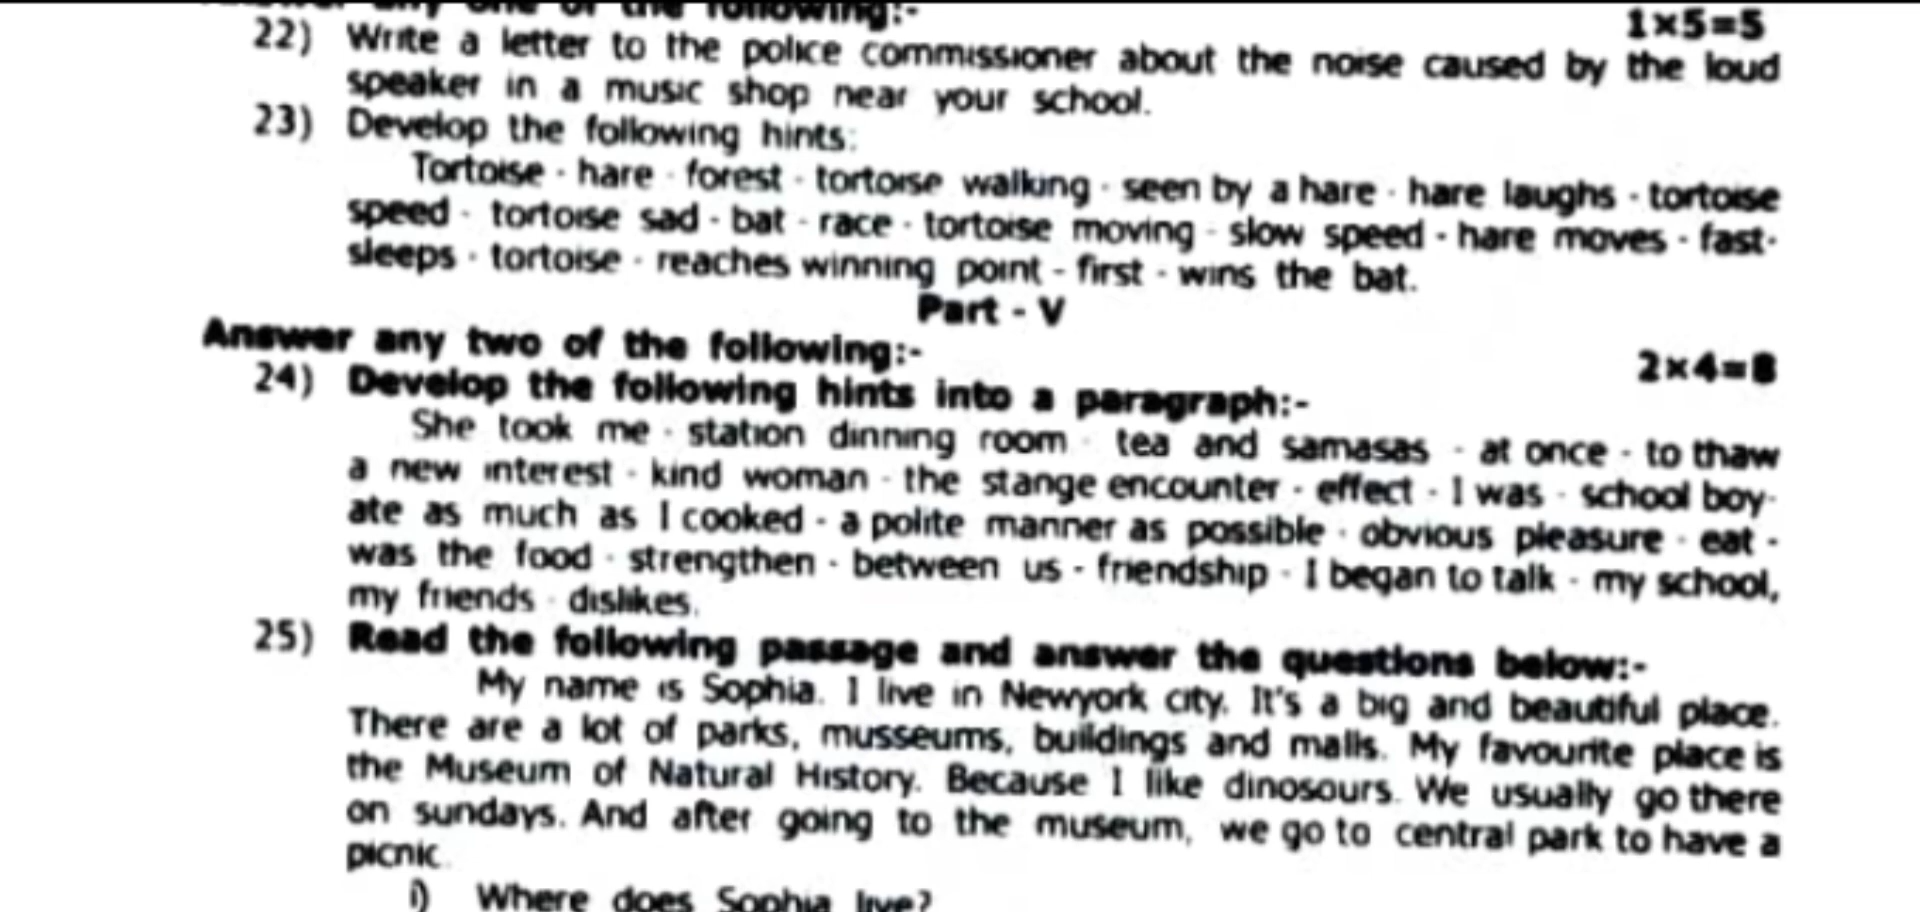 any one of the following:-
1×5=5
22) Write a letter to the police commissioner about the noise caused by the loud
speaker in a music shop near your school.
23) Develop the following hints:
Tortoise - hare - forest - tortoise walking - seen by a hare - hare laughs - tortoise
speed - tortoise sad - bat - race - tortoise moving - slow speed - hare moves - fast-
sleeps - tortoise - reaches winning point - first - wins the bat.
Part - V
Answer any two of the following:-
2×4=8
24) Develop the following hints into a paragraph:-
She took me - station dinning room - tea and samasas - at once - to thaw
a new interest - kind woman - the stange encounter - effect - I was - school boy-
ate as much as I cooked - a polite manner as possible - obvious pleasure - eat -
was the food - strengthen - between us - friendship - I began to talk - my school,
my friends - dislikes.
25) Read the following passage and answer the questions below:-
My name is Sophia. I live in Newyork city. It's a big and beautiful place.
There are a lot of parks, musseums, buildings and malls. My favourite place is
the Museum of Natural History. Because I like dinosours. We usually go there
on sundays. And after going to the museum, we go to central park to have a
picnic.
i) Where does Sophia live?